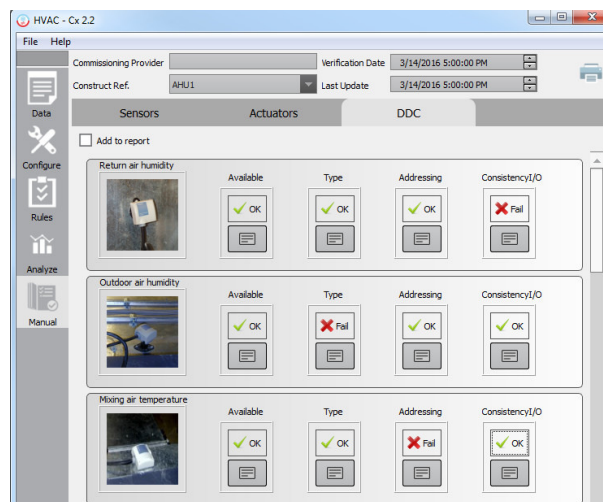 HVAC - Cx 2.2
File Help
Commissioning Provider Verification Date 3/14/2016 5:00:00 PM
Construct Ref. AHU1 Last Update 3/14/2016 5:00:00 PM
Data
Configure
Rules
Analyze
Manual
Sensors Actuators DDC
Add to report
Return air humidity
Available Type Addressing ConsistencyI/O
OK OK OK Fail
Outdoor air humidity
Available Type Addressing ConsistencyI/O
OK Fail OK OK
Mixing air temperature
Available Type Addressing ConsistencyI/O
OK OK Fail OK